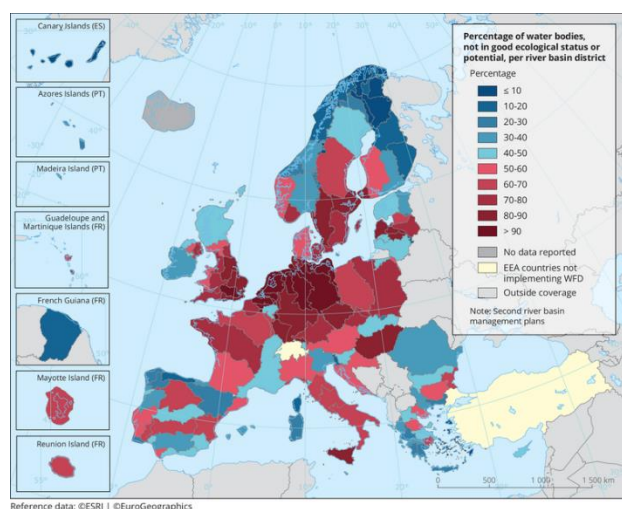 Canary Islands (ES)
Azores Islands (PT)
Madeira Island (PT)
Guadeloupe and
Martinique Islands (FR)
French Guiana (FR)
Mayotte Island (FR)
Reunion Island (FR)
Percentage of water bodies,
not in good ecological status or
potential, per river basin district
Percentage
≤ 10
10-20
20-30
30-40
40-50
50-60
60-70
70-80
80-90
> 90
No data reported
EEA countries not
implementing WFD
Outside coverage
Note: Second river basin
management plans
0 500 1 000 1 500 km
Reference data: ©ESRI | ©EuroGeographics